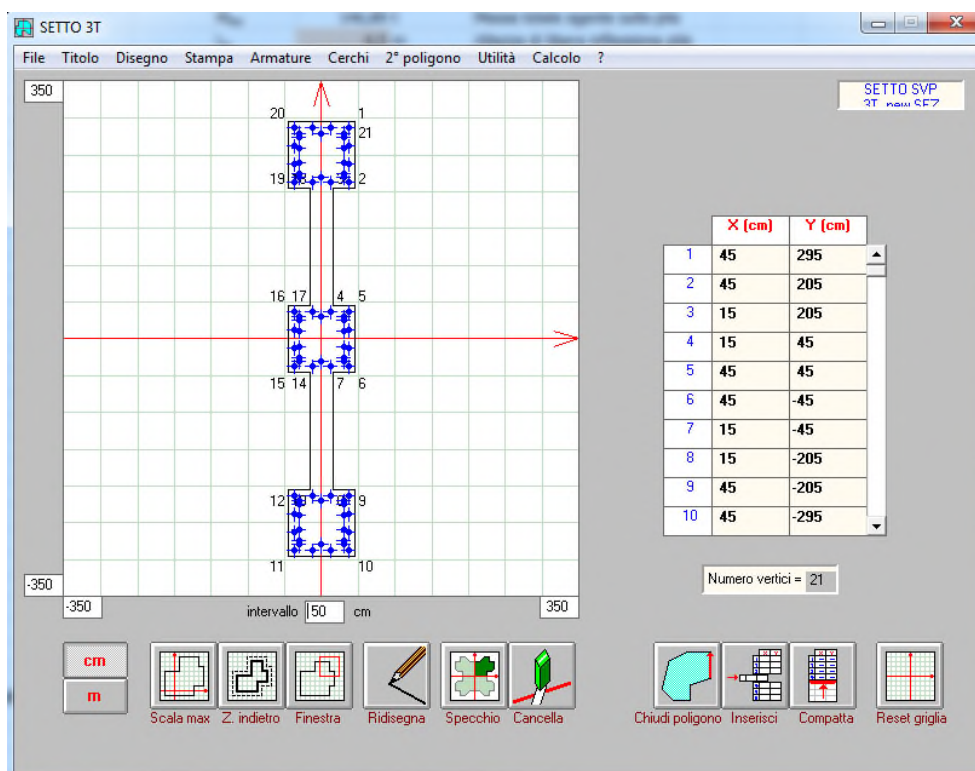 SETTO 3T
File Titolo Disegno Stampa Armature Cerchi 2° poligono Utilità Calcolo ?
350
SETTO SVP
3T new SEZ
20 1
21
19 2
16 17 4 5
15 14 7 6
12 9
11 10
-350
-350 350
intervallo 50 cm
X (cm) Y (cm)
1 45 295
2 45 205
3 15 205
4 15 45
5 45 45
6 45 -45
7 15 -45
8 15 -205
9 45 -205
10 45 -295
Numero vertici = 21
cm
m
Scala max Z. indietro Finestra Ridisegna Specchio Cancella Chiudi poligono Inserisci Compatta Reset griglia